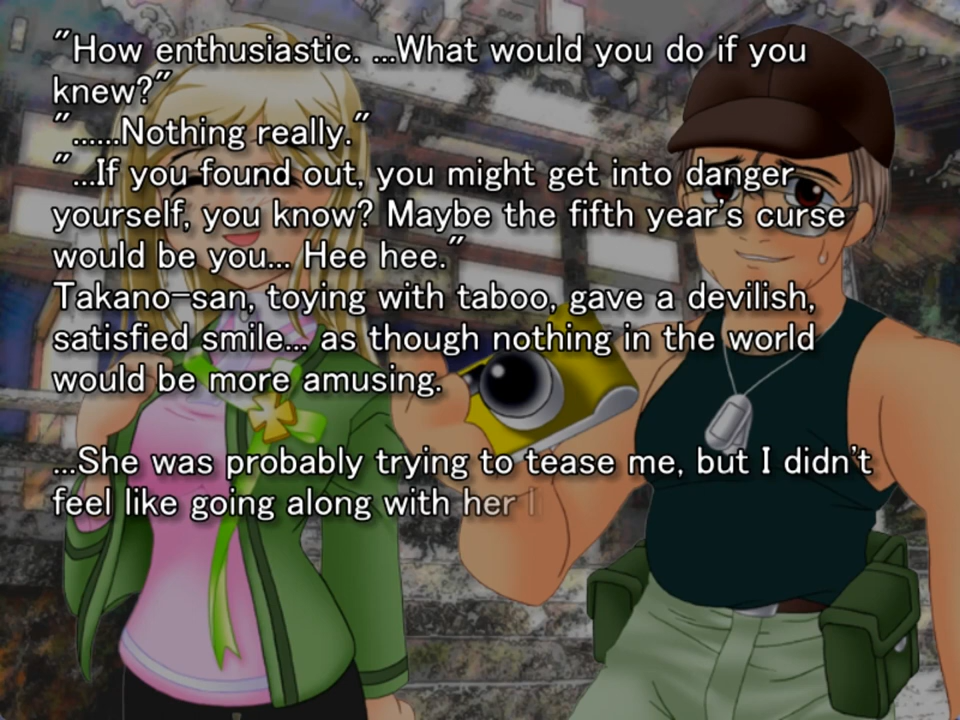 "How enthusiastic. ...What would you do if you
knew?"
"......Nothing really."
"...If you found out, you might get into danger
yourself, you know? Maybe the fifth year's curse
would be you... Hee hee."
Takano-san, toying with taboo, gave a devilish,
satisfied smile... as though nothing in the world
would be more amusing.
...She was probably trying to tease me, but I didn't
feel like going along with her